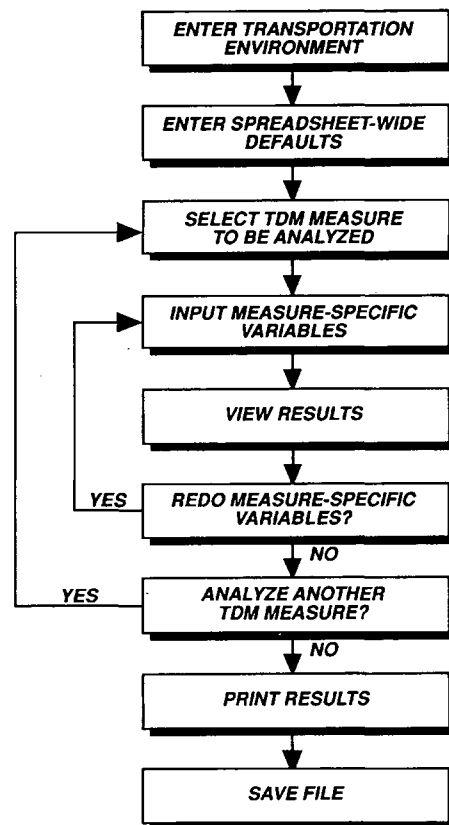 ENTER TRANSPORTATION
ENVIRONMENT
ENTER SPREADSHEET-WIDE
DEFAULTS
SELECT TDM MEASURE
TO BE ANALYZED
INPUT MEASURE-SPECIFIC
VARIABLES
VIEW RESULTS
YES
REDO MEASURE-SPECIFIC
VARIABLES?
NO
YES
ANALYZE ANOTHER
TDM MEASURE?
NO
PRINT RESULTS
SAVE FILE